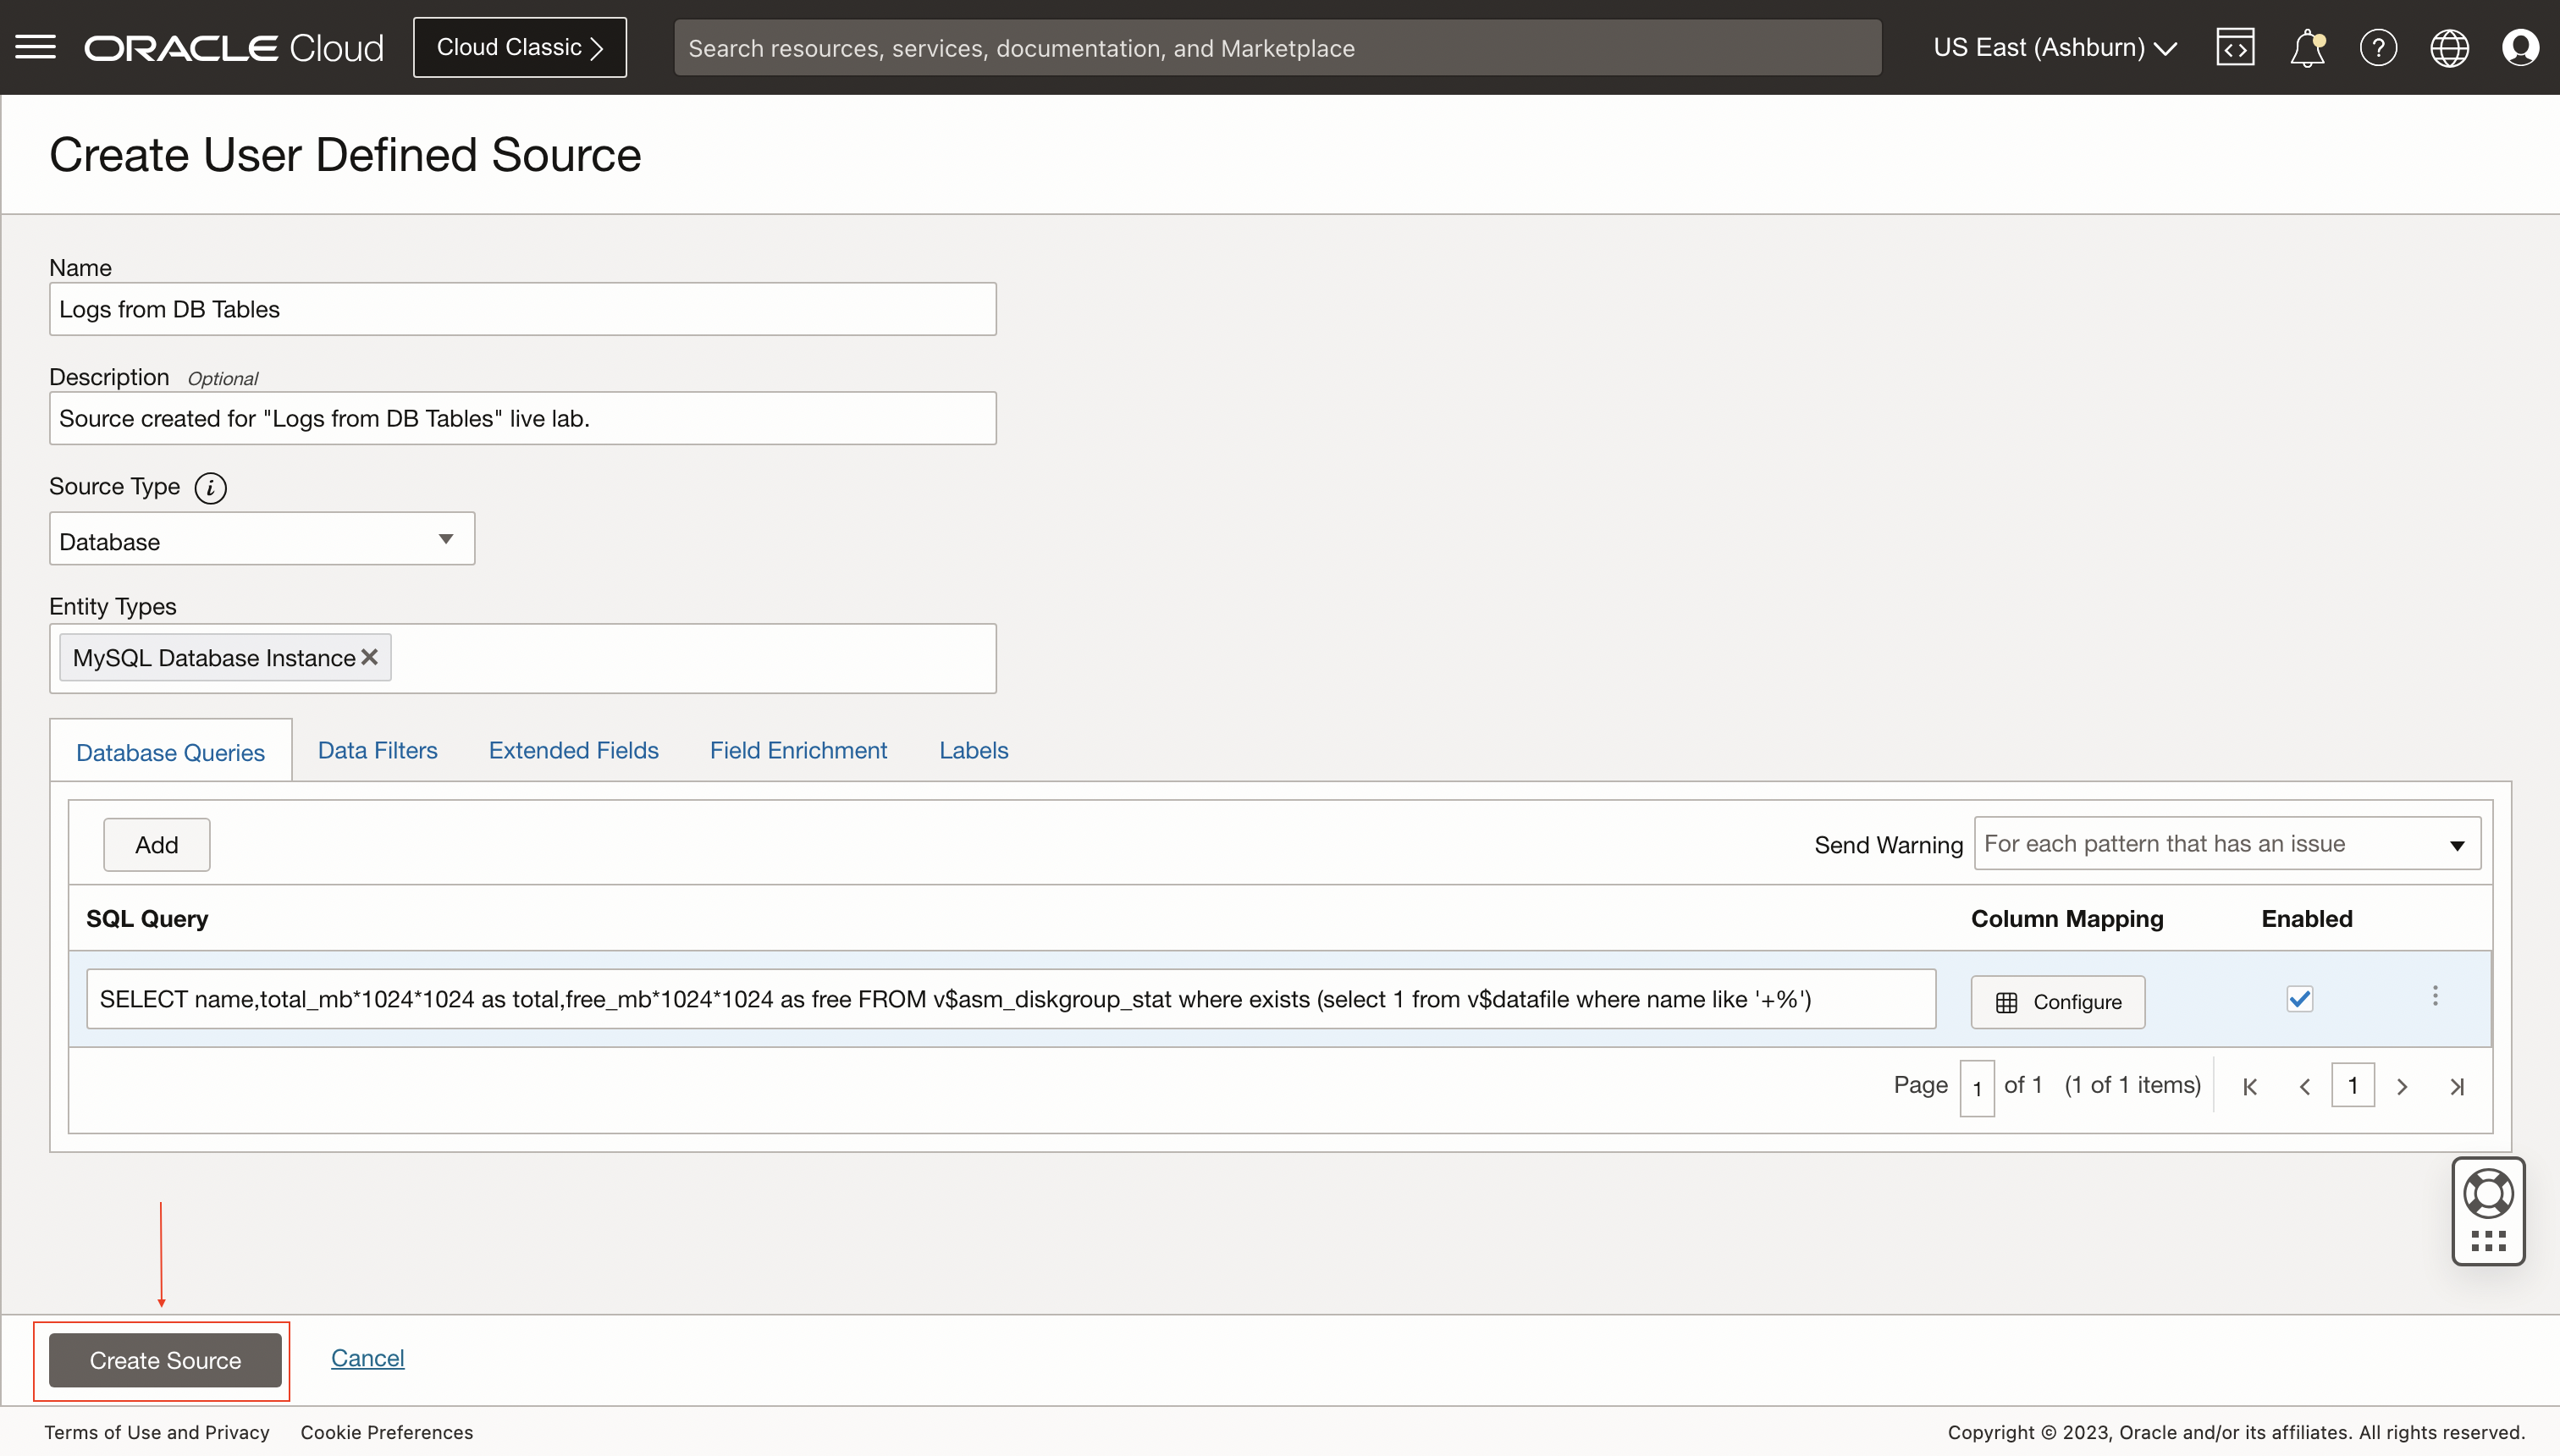 ORACLE Cloud
Cloud Classic
Search resources, services, documentation, and Marketplace
US East (Ashburn)
Create User Defined Source
Name
Logs from DB Tables
Description Optional
Source created for "Logs from DB Tables" live lab.
Source Type i
Database
Entity Types
MySQL Database Instance
Database Queries Data Filters Extended Fields Field Enrichment Labels
Add Send Warning For each pattern that has an issue
SQL Query Column Mapping Enabled
SELECT name,total_mb*1024*1024 as total,free_mb*1024*1024 as free FROM v$asm_diskgroup_stat where exists (select 1 from v$datafile where name like '+%') Configure
Page 1 of 1 (1 of 1 items) 1
Create Source Cancel
Terms of Use and Privacy Cookie Preferences Copyright © 2023, Oracle and/or its affiliates. All rights reserved.